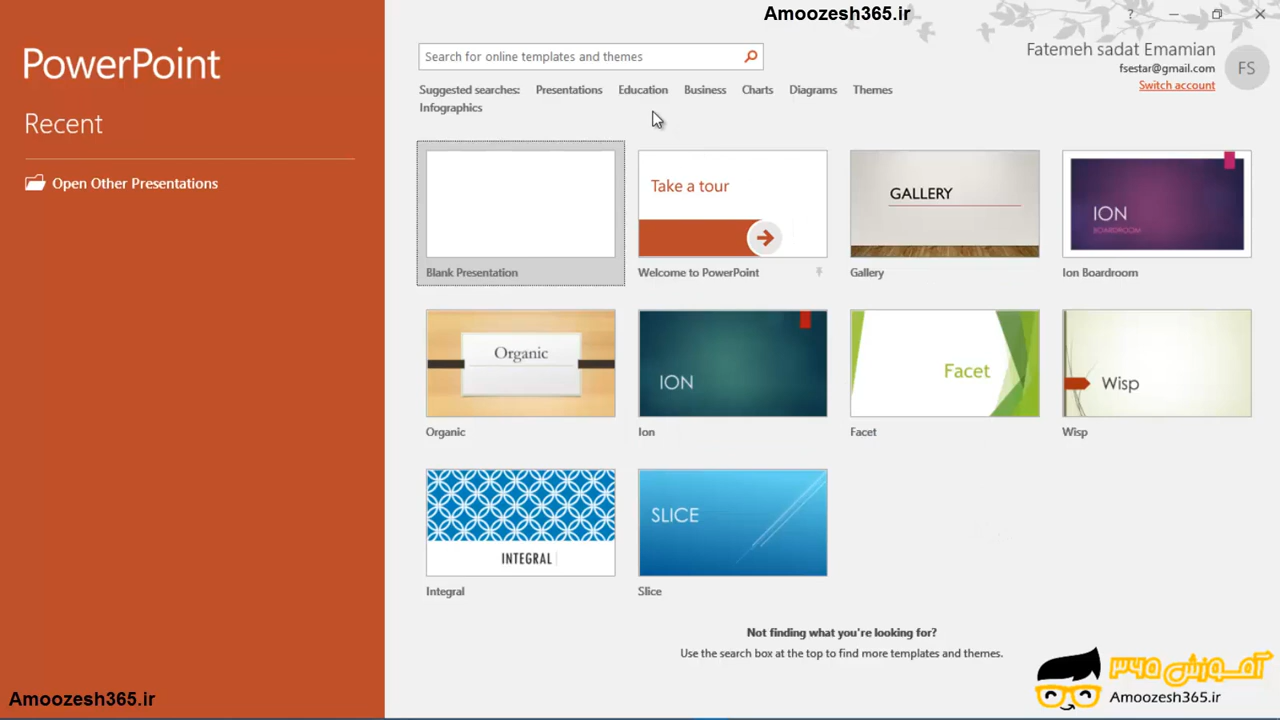 Amoozesh365.ir
?
PowerPoint
Recent
Open Other Presentations
Search for online templates and themes
Suggested searches: Presentations Education Business Charts Diagrams Themes
Infographics
Fatemeh sadat Emamian
fsestar@gmail.com
Switch account
FS
Blank Presentation
Take a tour
Welcome to PowerPoint
GALLERY
Gallery
ION
BOARDROOM
Ion Boardroom
Organic
Organic
ION
Ion
Facet
Facet
Wisp
Wisp
INTEGRAL
Integral
SLICE
Slice
Not finding what you're looking for?
Use the search box at the top to find more templates and themes.
آموزش ۳۶۵
Amoozesh365.ir
Amoozesh365.ir